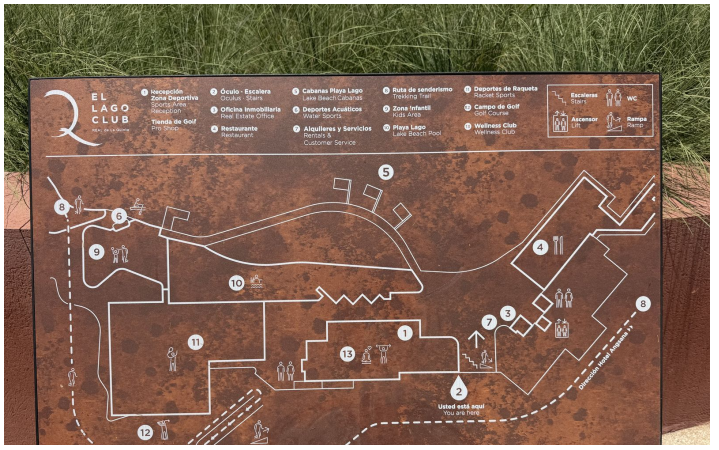 EL
LAGO
CLUB
1 Recepción
Zona Deportiva
Sports Area
Reception
Tienda de Golf
Pro Shop
2 Óculo - Escalera
Oculus - Stairs
3 Oficina Inmobiliaria
Real Estate Office
4 Restaurante
Restaurant
5 Cabanas Playa Lago
Lake Beach Cabanas
6 Deportes Acuáticos
Water Sports
7 Alquileres y Servicios
Rentals &
Customer Service
8 Ruta de senderismo
Trekking Trail
9 Zona Infantil
Kids Area
10 Playa Lago
Lake Beach Pool
11 Deportes de Raqueta
Racket Sports
12 Campo de Golf
Golf Course
13 Wellness Club
Wellness Club
Escaleras
Stairs
WC
Ascensor
Lift
Rampa
Ramp
5
8
6
9
4
10
8
7
3
1
11
13
2
Usted está aquí
You are here
12
Dirección Hotel Angsana >>